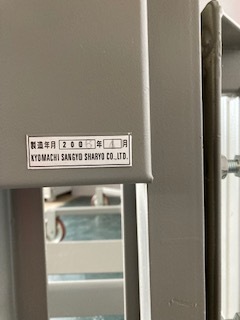 製造年月 200 年 月
KYOMACHI SANGYO SHARYO CO.,LTD.